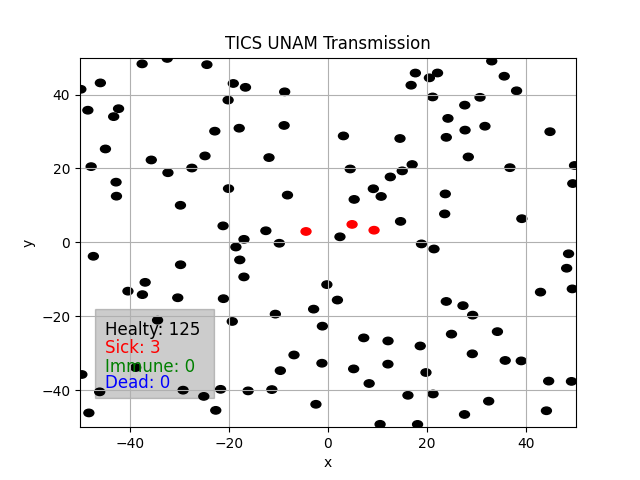 TICS UNAM Transmission
y
40
20
0
−20
−40
Healty: 125
Sick: 3
Immune: 0
Dead: 0
−40 −20 0 20 40
x